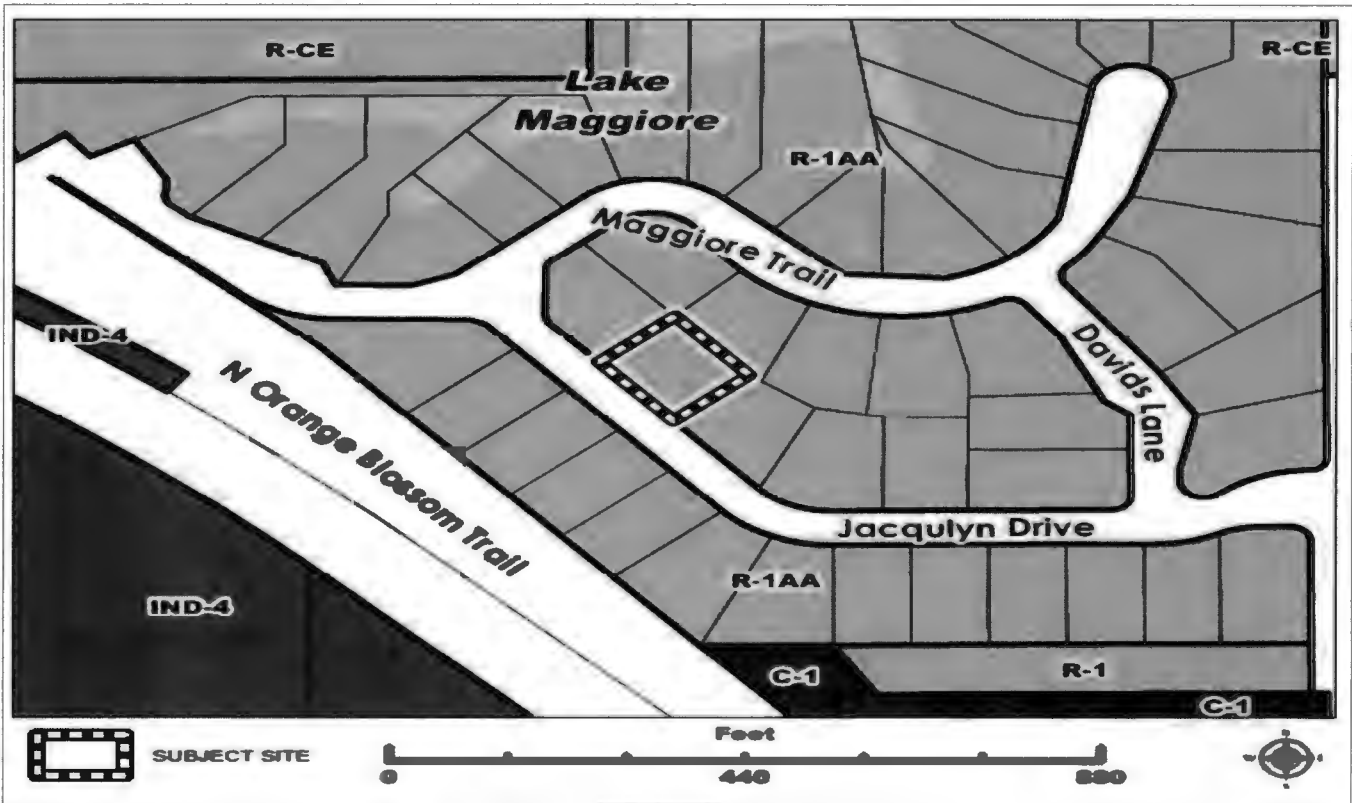 R-CE
R-CE
Lake
Maggiore
R-1AA
Maggiore Trail
IND-4
N Orange Blossom Trail
Davids Lane
Jacqulyn Drive
R-1AA
IND-4
C-1
R-1
C-1
SUBJECT SITE
Feet
0
440
880